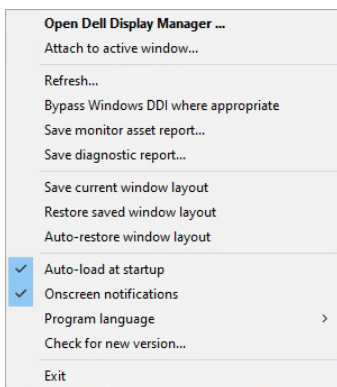 Open Dell Display Manager ...
Attach to active window...
Refresh...
Bypass Windows DDI where appropriate
Save monitor asset report...
Save diagnostic report...
Save current window layout
Restore saved window layout
Auto-restore window layout
Auto-load at startup
Onscreen notifications
Program language
Check for new version...
Exit